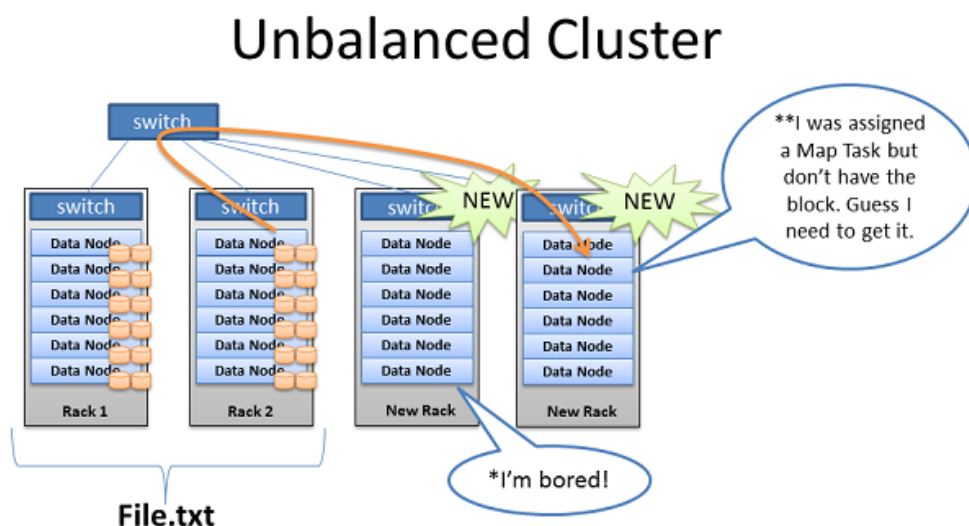 Unbalanced Cluster
switch
**I was assigned
a Map Task but
don't have the
block. Guess I
need to get it.
switch
switch
switch
NEW
switch
NEW
Data Node
Data Node
Data Node
Data Node
Data Node
Data Node
Rack 1
Data Node
Data Node
Data Node
Data Node
Data Node
Data Node
Rack 2
Data Node
Data Node
Data Node
Data Node
Data Node
Data Node
New Rack
Data Node
Data Node
Data Node
Data Node
Data Node
Data Node
New Rack
*I'm bored!
File.txt